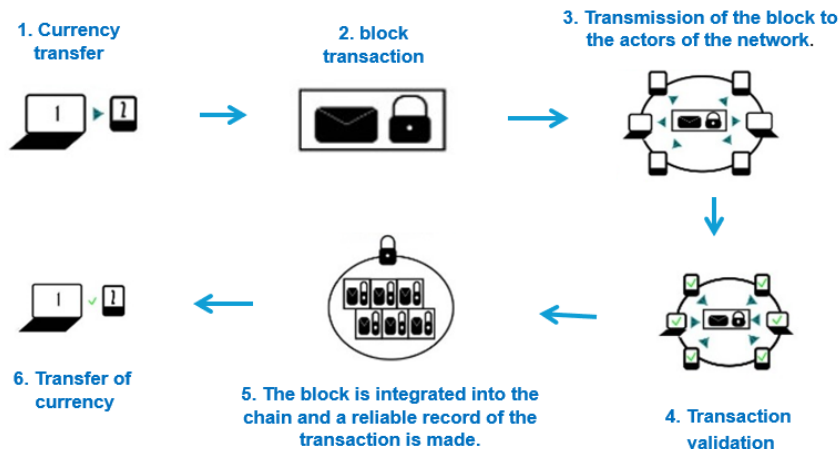 1. Currency
transfer
2. block
transaction
3. Transmission of the block to
the actors of the network.
1
2
4. Transaction
validation
5. The block is integrated into the
chain and a reliable record of the
transaction is made.
6. Transfer of
currency
1
2